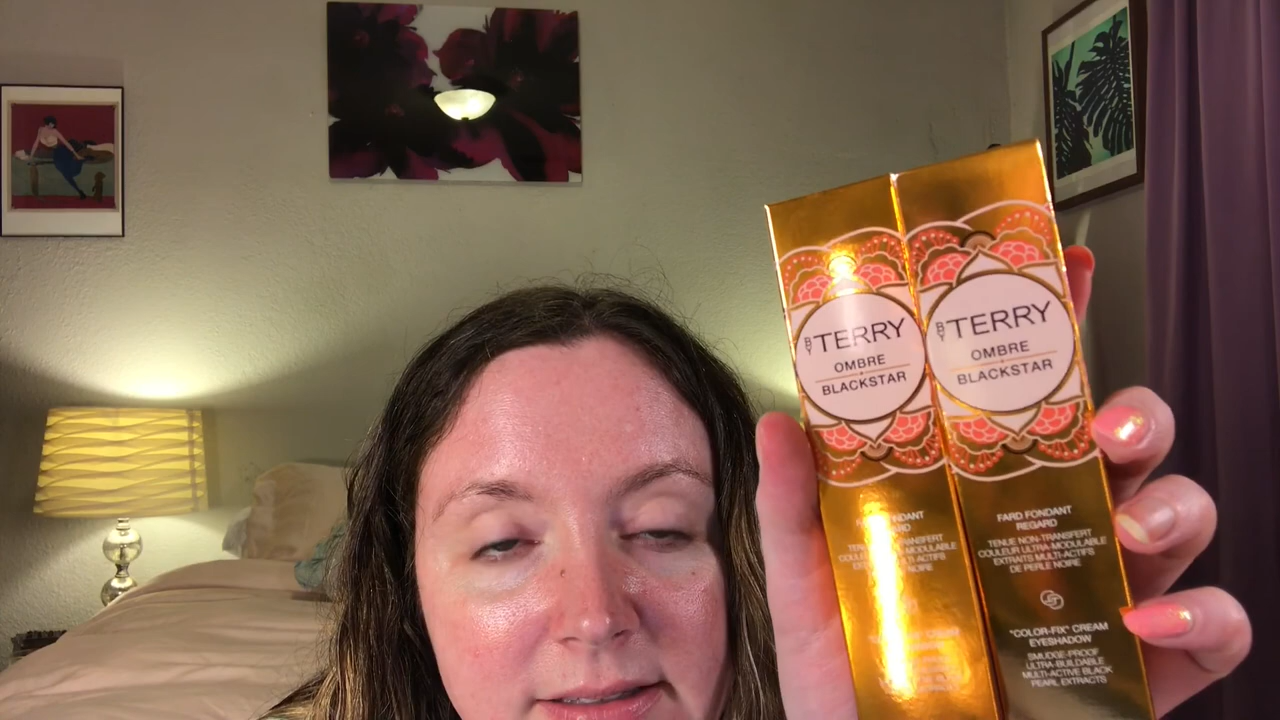 BY TERRY
OMBRE
BLACKSTAR
BY TERRY
OMBRE
BLACKSTAR
FARD FONDANT
REGARD
TENUE NON-TRANSFERT
COULEUR ULTRA-MODULABLE
EXTRAITS MULTI-ACTIFS
DE PERLE NOIRE
"COLOR-FIX" CREAM
EYESHADOW
SMUDGE-PROOF
ULTRA-BUILDABLE
MULTI-ACTIVE BLACK
PEARL EXTRACTS